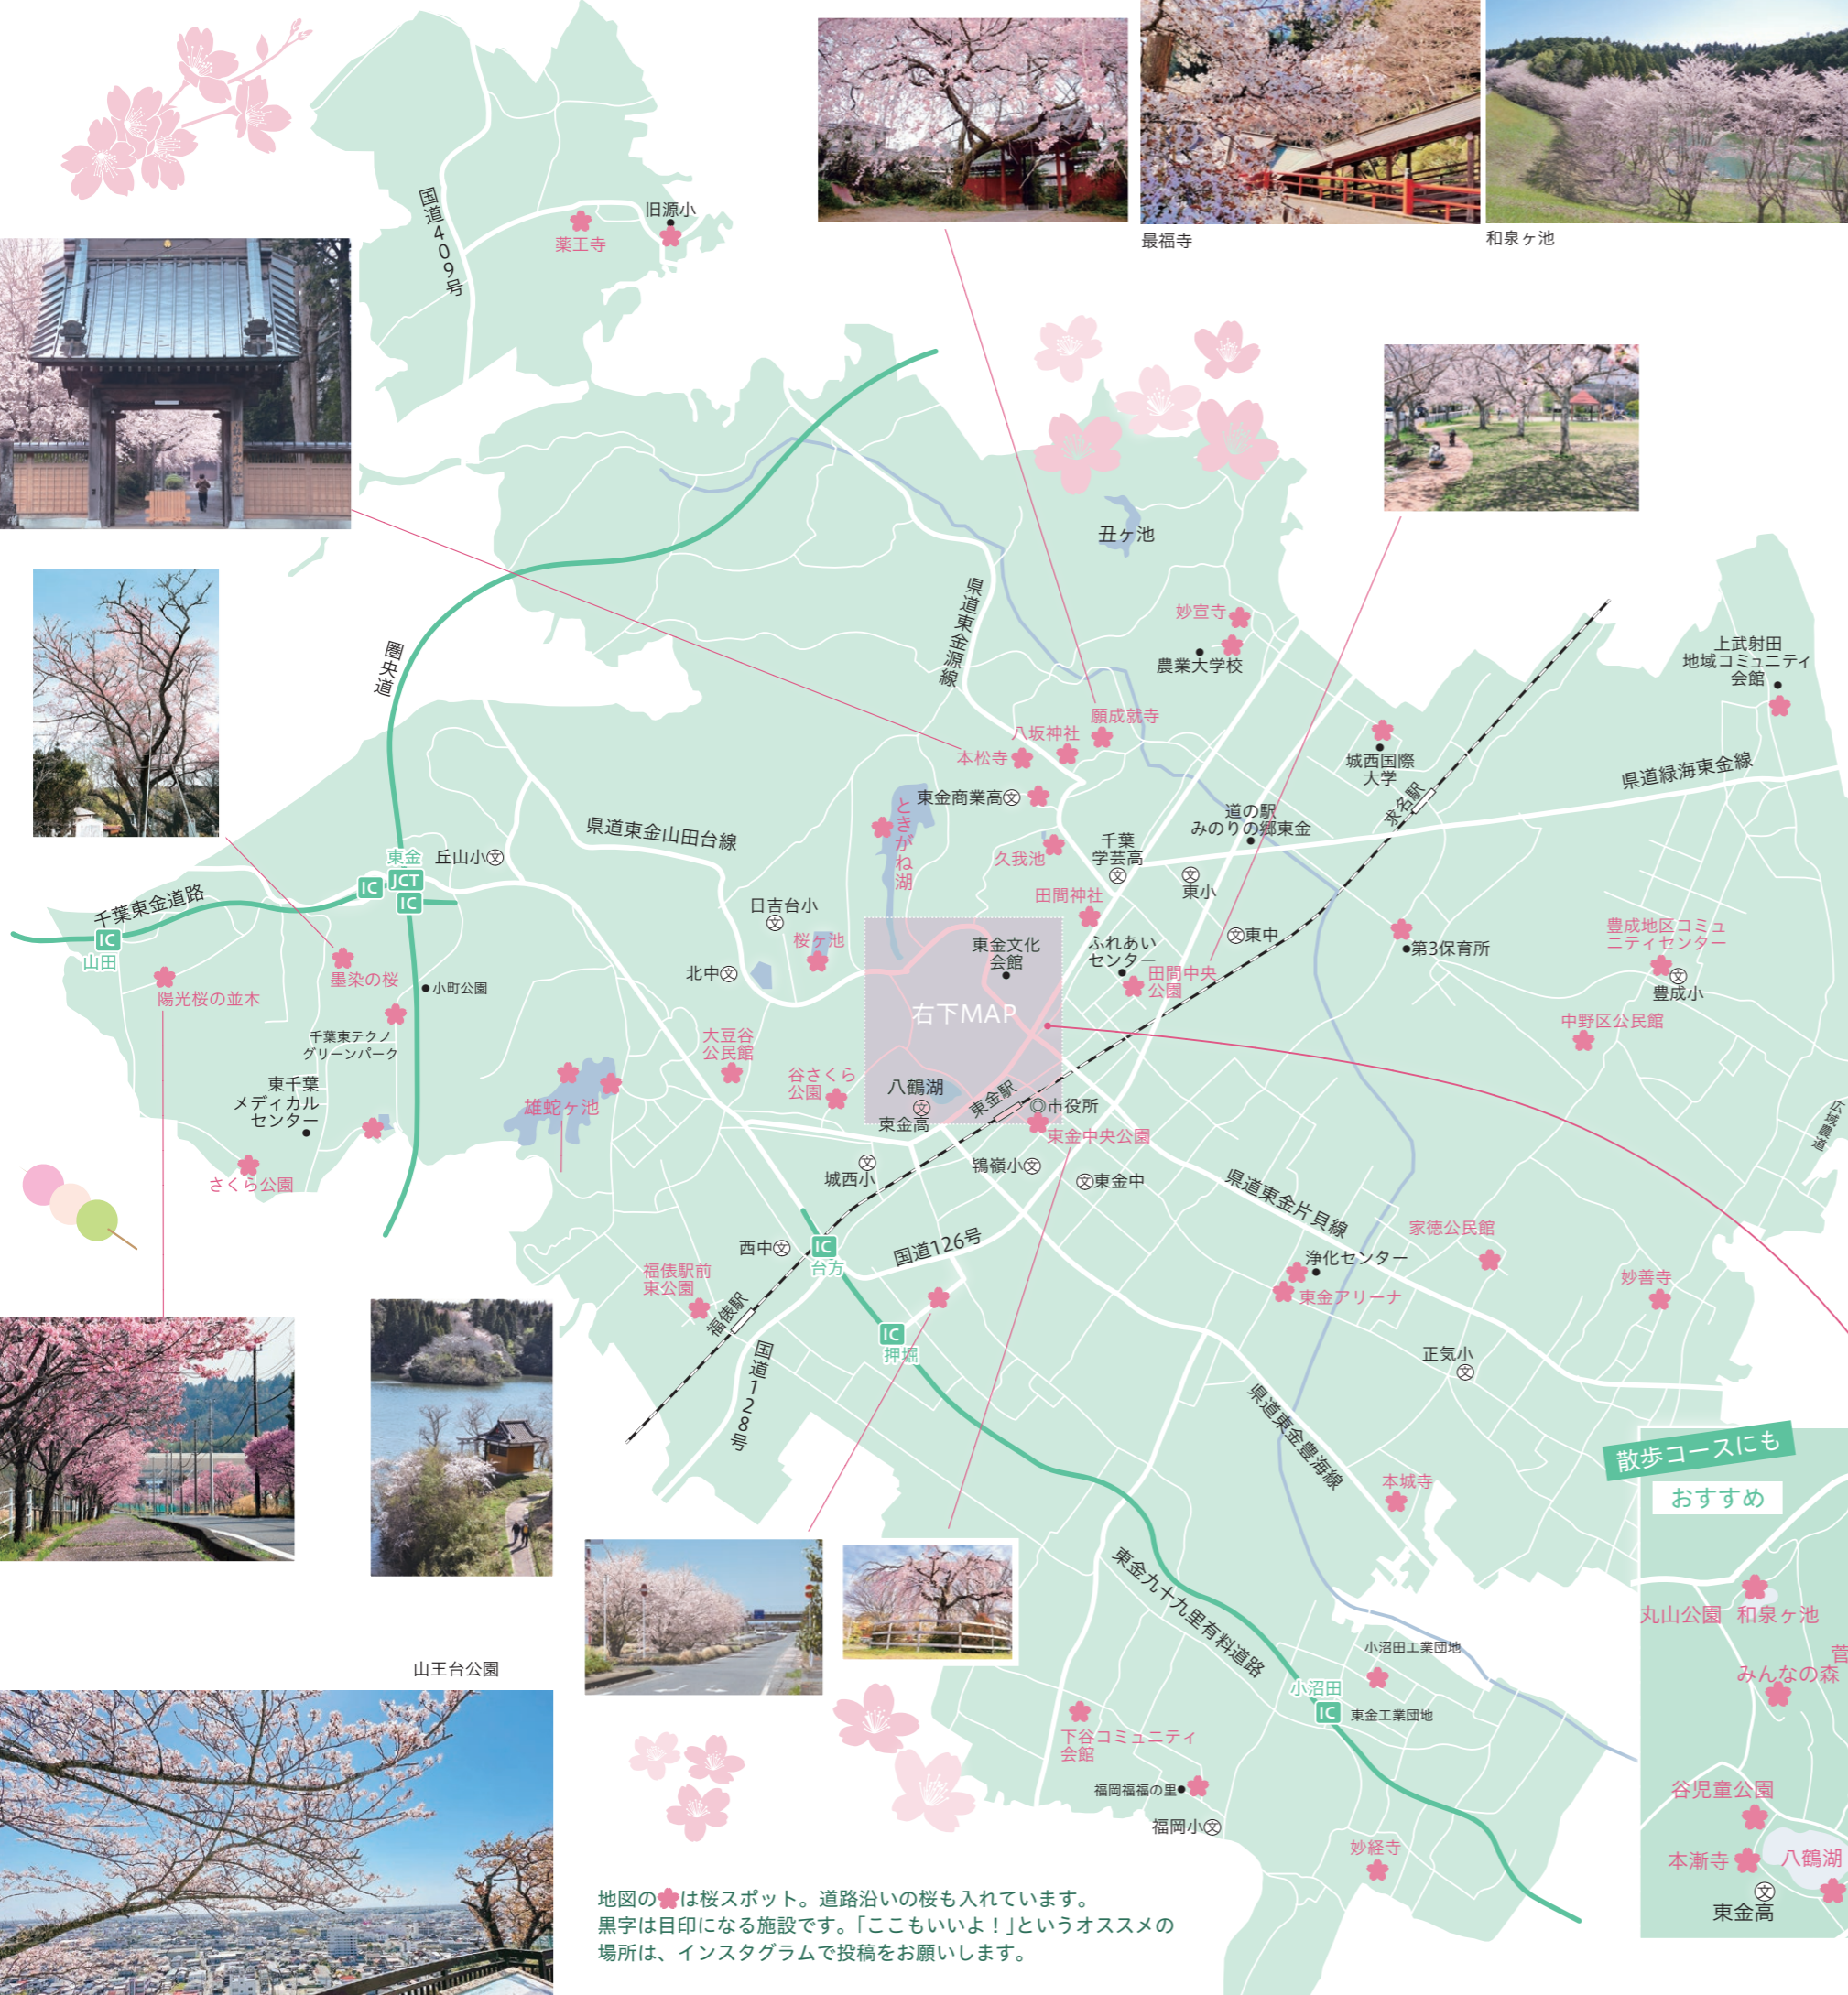 最福寺
和泉ヶ池
国道409号
旧源小
薬王寺
丑ヶ池
県道東金源線
圏央道
妙宣寺
農業大学校
上武射田
地域コミュニティ
会館
願成就寺
八坂神社
本松寺
城西国際
大学
県道緑海東金線
求名駅
東金商業高㊛
ときがね湖
道の駅
みのりの郷東金
県道東金山田台線
久我池
千葉
学芸高
文
文
東小
東金
丘山小文
JCT
IC
IC
千葉東金道路
IC
山田
日吉台小
文
桜ヶ池
北中文
田間神社
東金文化
会館
ふれあい
センター
文東中
田間中央
公園
第3保育所
豊成地区コミュ
ニティセンター
文
豊成小
中野区公民館
陽光桜の並木
墨染の桜
小町公園
千葉東テクノ
グリーンパーク
右下MAP
大豆谷
公民館
谷さくら
公園
八鶴湖
文
東金高
東金駅
◎市役所
東金中央公園
東千葉
メディカル
センター
雄蛇ヶ池
さくら公園
広域農道
文
城西小
鴇嶺小文
文東金中
県道東金片貝線
家徳公民館
西中文
IC
台方
国道126号
浄化センター
東金アリーナ
妙善寺
福俵駅前
東公園
福俵駅
国道128号
IC
押堀
正気小
文
県道東金豊海線
本城寺
散歩コースにも
おすすめ
東金九十九里有料道路
丸山公園
和泉ヶ池
菅
みんなの森
小沼田工業団地
小沼田
IC
東金工業団地
山王台公園
下谷コミュニティ
会館
福岡福福の里
福岡小文
妙経寺
谷児童公園
本漸寺
八鶴湖
文
東金高
地図の🌸は桜スポット。道路沿いの桜も入れています。
黒字は目印になる施設です。「ここもいいよ！」というオススメの
場所は、インスタグラムで投稿をお願いします。